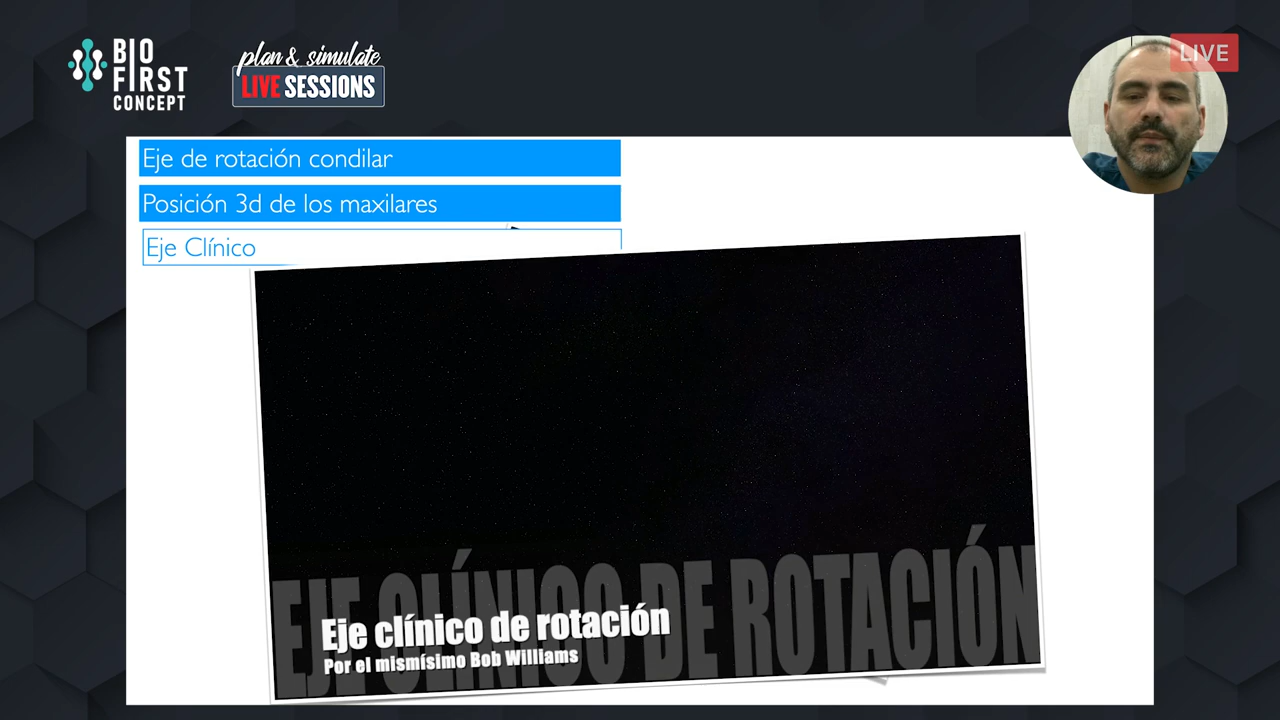 BIO
FIRST
CONCEPT
plan & simulate
LIVE SESSIONS
LIVE
Eje de rotación condilar
Posición 3d de los maxilares
Eje Clínico
EJE CLÍNICO DE ROTACIÓN
Eje clínico de rotación
Por el mismísimo Bob Williams